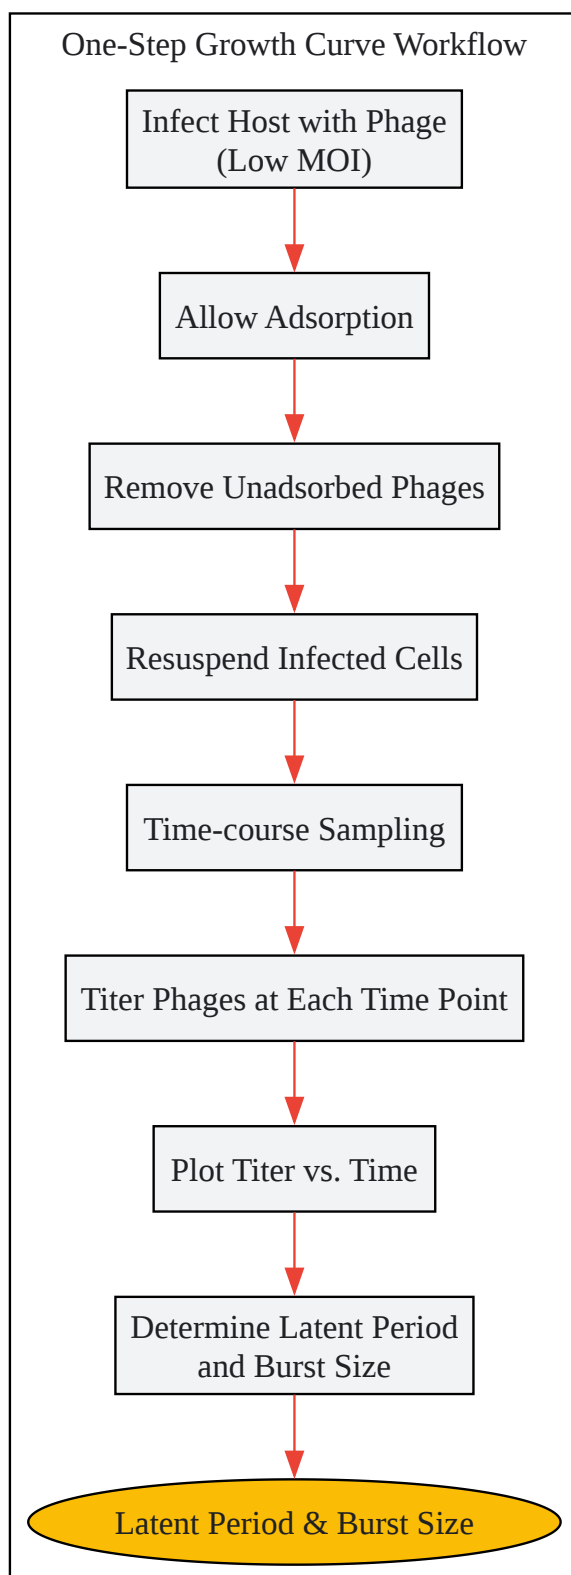 One-Step Growth Curve Workflow
Infect Host with Phage
(Low MOI)
Allow Adsorption
Remove Unadsorbed Phages
Resuspend Infected Cells
Time-course Sampling
Titer Phages at Each Time Point
Plot Titer vs. Time
Determine Latent Period
and Burst Size
Latent Period & Burst Size